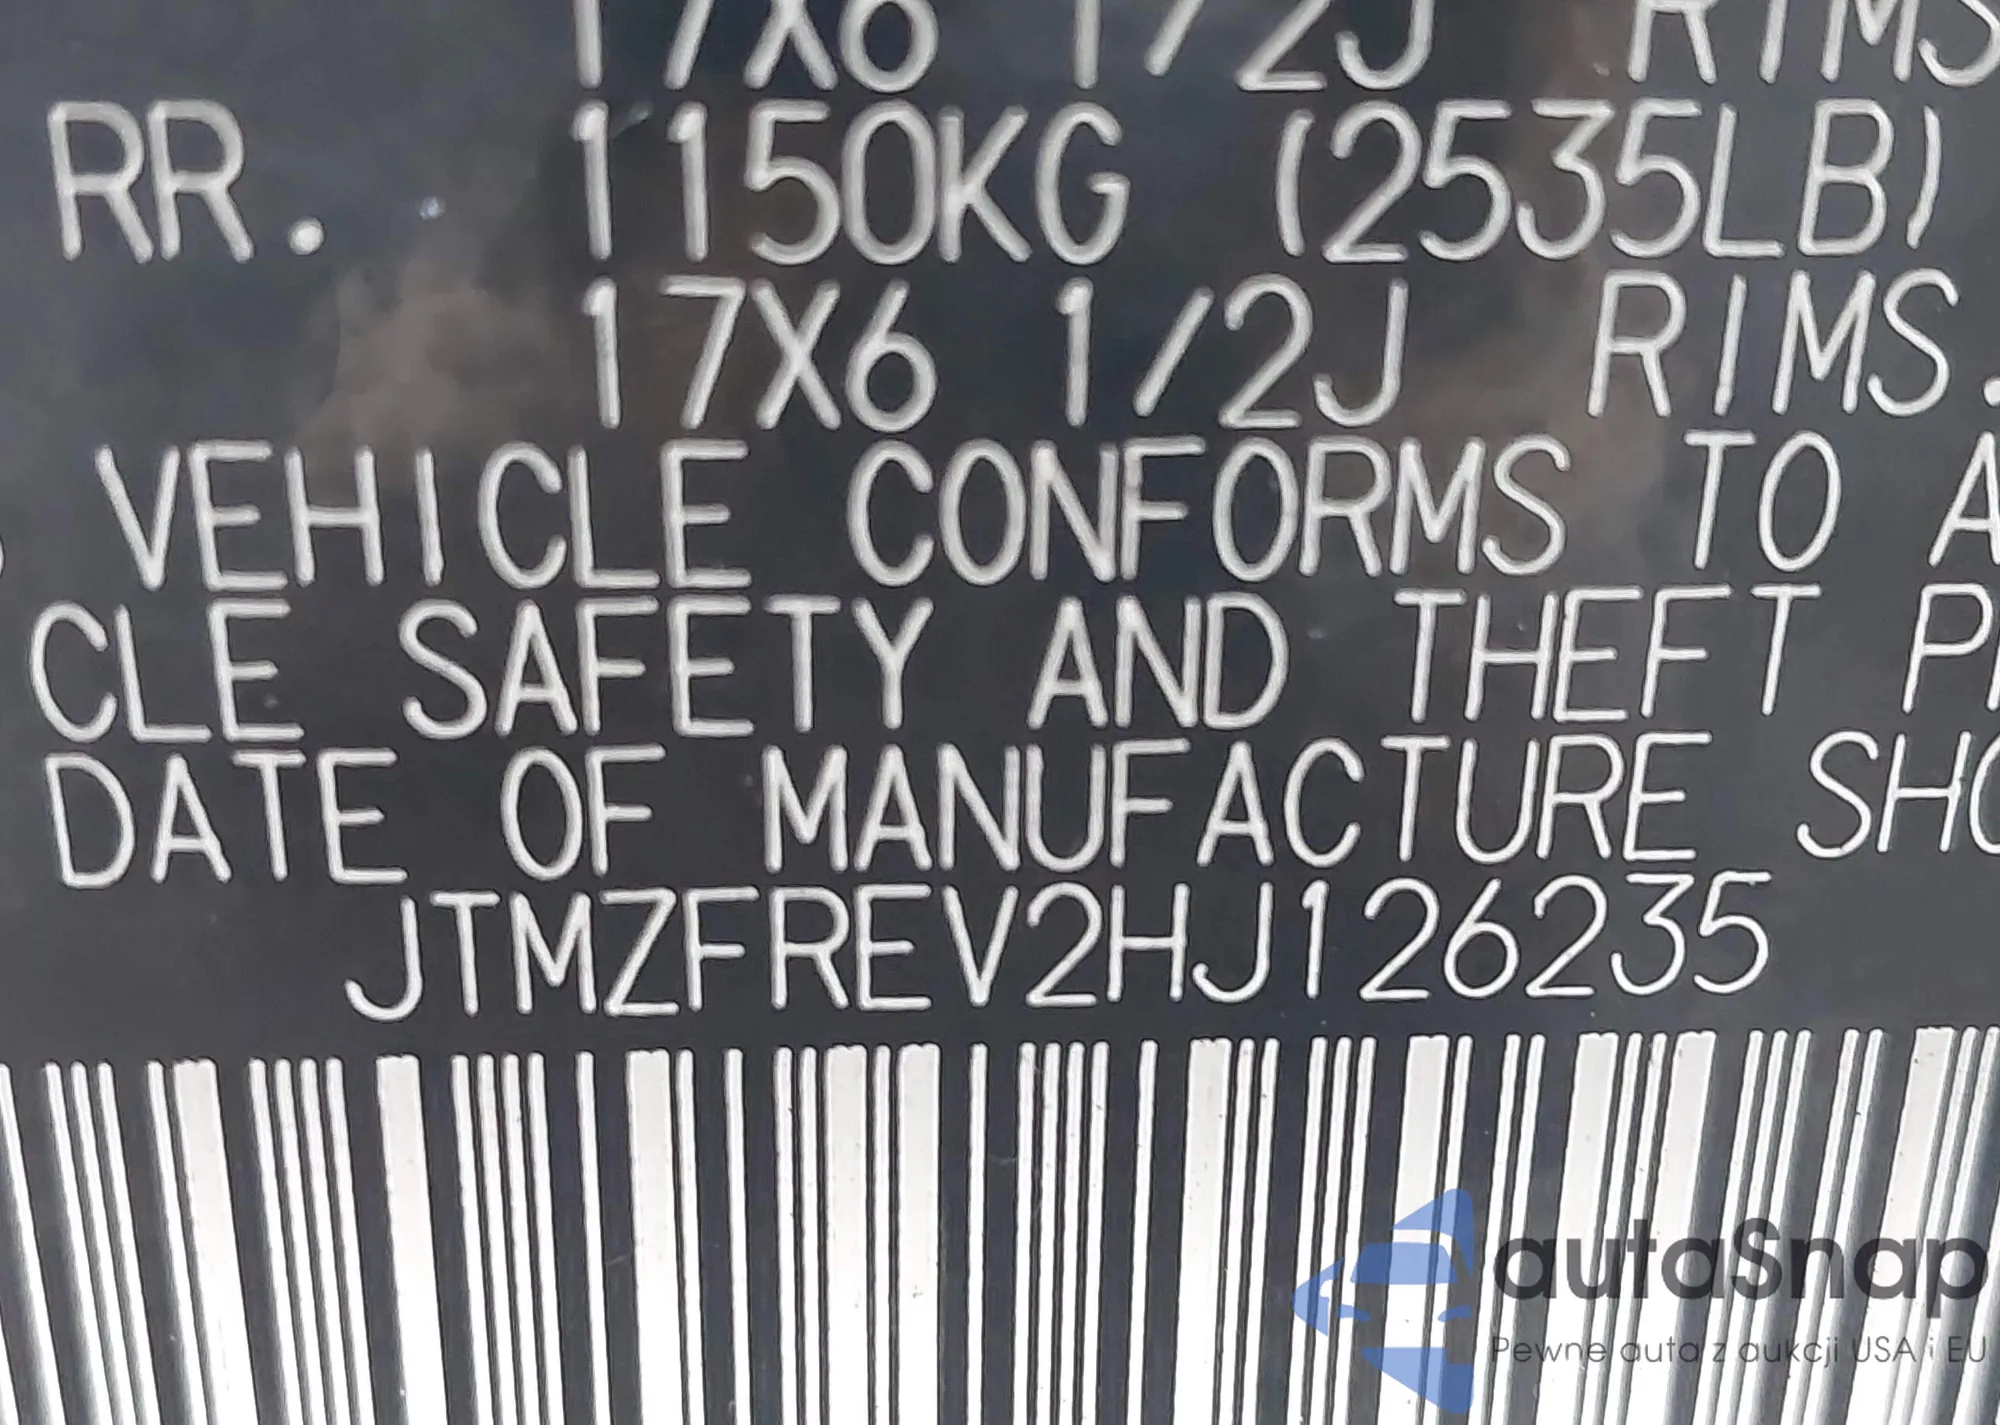 17X6 1/2J RIMS
RR. 1150KG (2535LB)
17X6 1/2J RIMS.
VEHICLE CONFORMS TO A
CLE SAFETY AND THEFT P
DATE OF MANUFACTURE SHO
JTMZFREV2HJ126235
autaSnap
Pewne auta z aukcji USA i EU